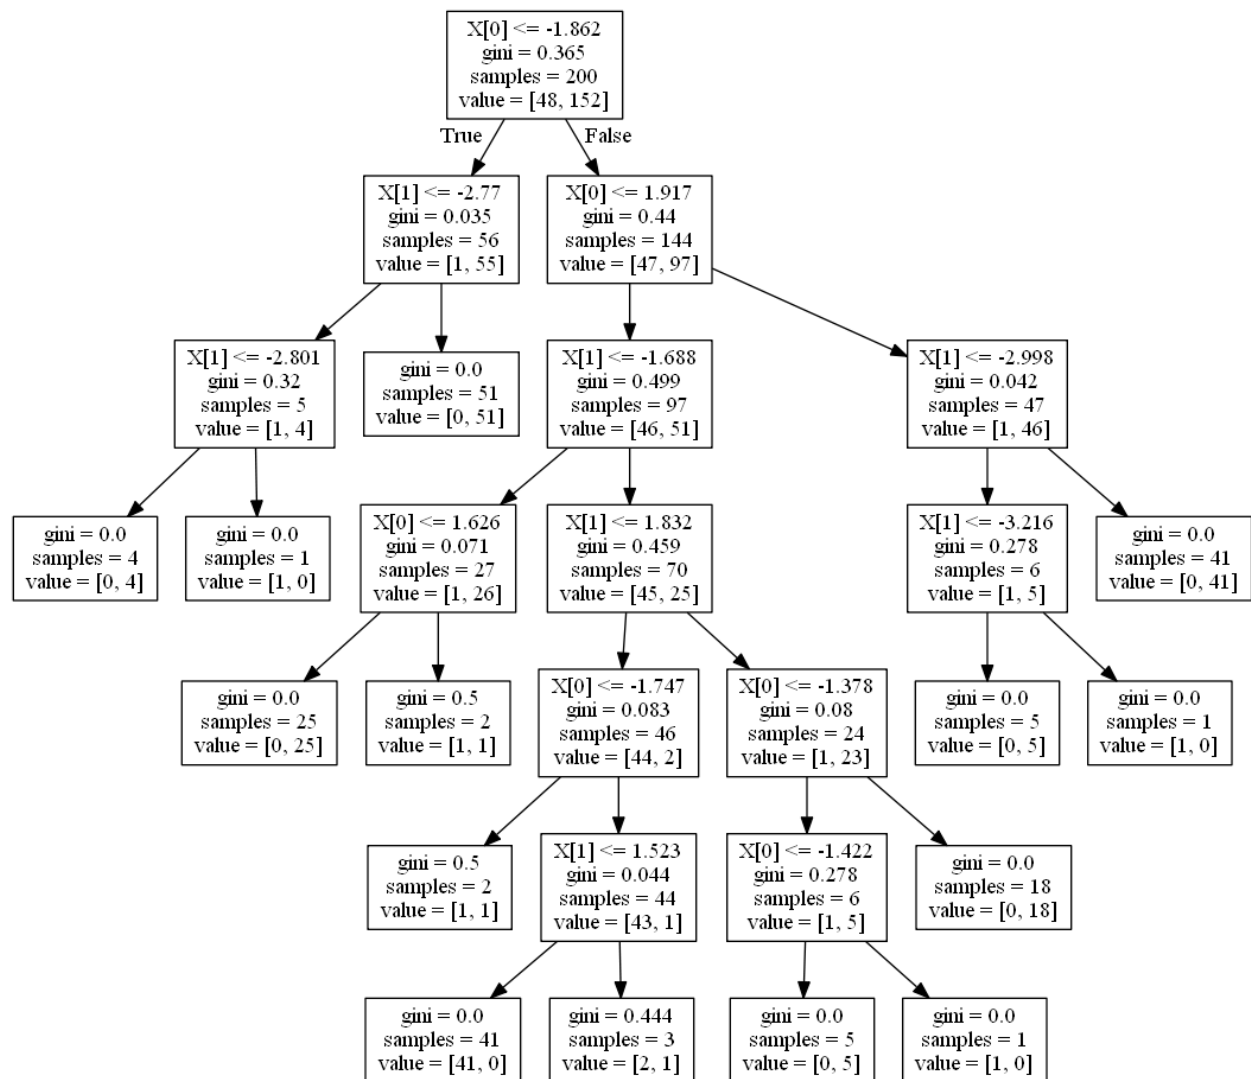 X[0] <= -1.862
gini = 0.365
samples = 200
value = [48, 152]
True
False
X[1] <= -2.77
gini = 0.035
samples = 56
value = [1, 55]
X[0] <= 1.917
gini = 0.44
samples = 144
value = [47, 97]
X[1] <= -2.801
gini = 0.32
samples = 5
value = [1, 4]
gini = 0.0
samples = 51
value = [0, 51]
X[1] <= -1.688
gini = 0.499
samples = 97
value = [46, 51]
X[1] <= -2.998
gini = 0.042
samples = 47
value = [1, 46]
gini = 0.0
samples = 4
value = [0, 4]
gini = 0.0
samples = 1
value = [1, 0]
X[0] <= 1.626
gini = 0.071
samples = 27
value = [1, 26]
X[1] <= 1.832
gini = 0.459
samples = 70
value = [45, 25]
X[1] <= -3.216
gini = 0.278
samples = 6
value = [1, 5]
gini = 0.0
samples = 41
value = [0, 41]
gini = 0.0
samples = 25
value = [0, 25]
gini = 0.5
samples = 2
value = [1, 1]
X[0] <= -1.747
gini = 0.083
samples = 46
value = [44, 2]
X[0] <= -1.378
gini = 0.08
samples = 24
value = [1, 23]
gini = 0.0
samples = 5
value = [0, 5]
gini = 0.0
samples = 1
value = [1, 0]
gini = 0.5
samples = 2
value = [1, 1]
X[1] <= 1.523
gini = 0.044
samples = 44
value = [43, 1]
X[0] <= -1.422
gini = 0.278
samples = 6
value = [1, 5]
gini = 0.0
samples = 18
value = [0, 18]
gini = 0.0
samples = 41
value = [41, 0]
gini = 0.444
samples = 3
value = [2, 1]
gini = 0.0
samples = 5
value = [0, 5]
gini = 0.0
samples = 1
value = [1, 0]